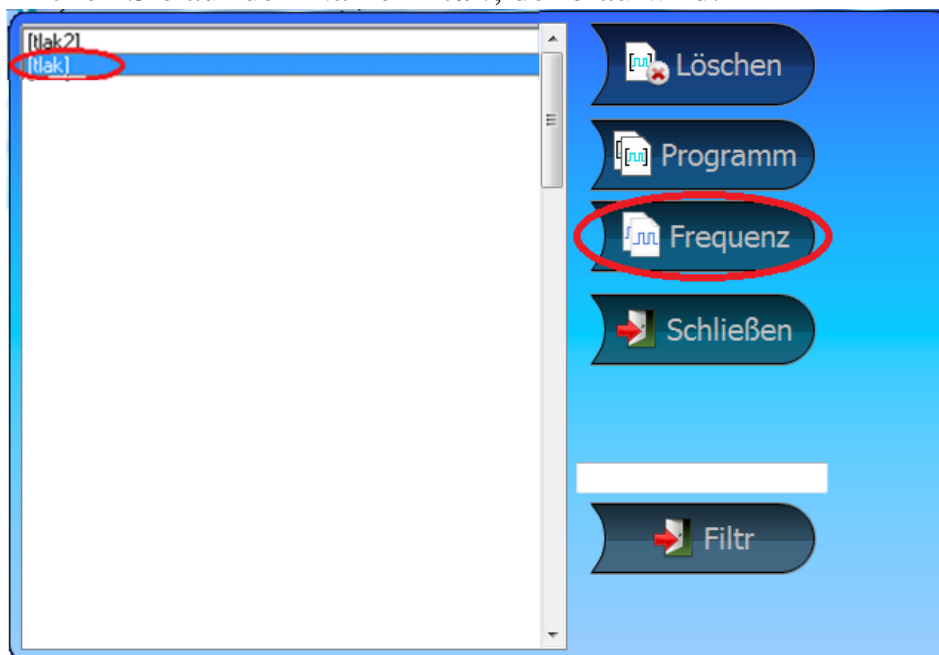 [tlak2]
[tlak]
Löschen
Programm
Frequenz
Schließen
Filtr